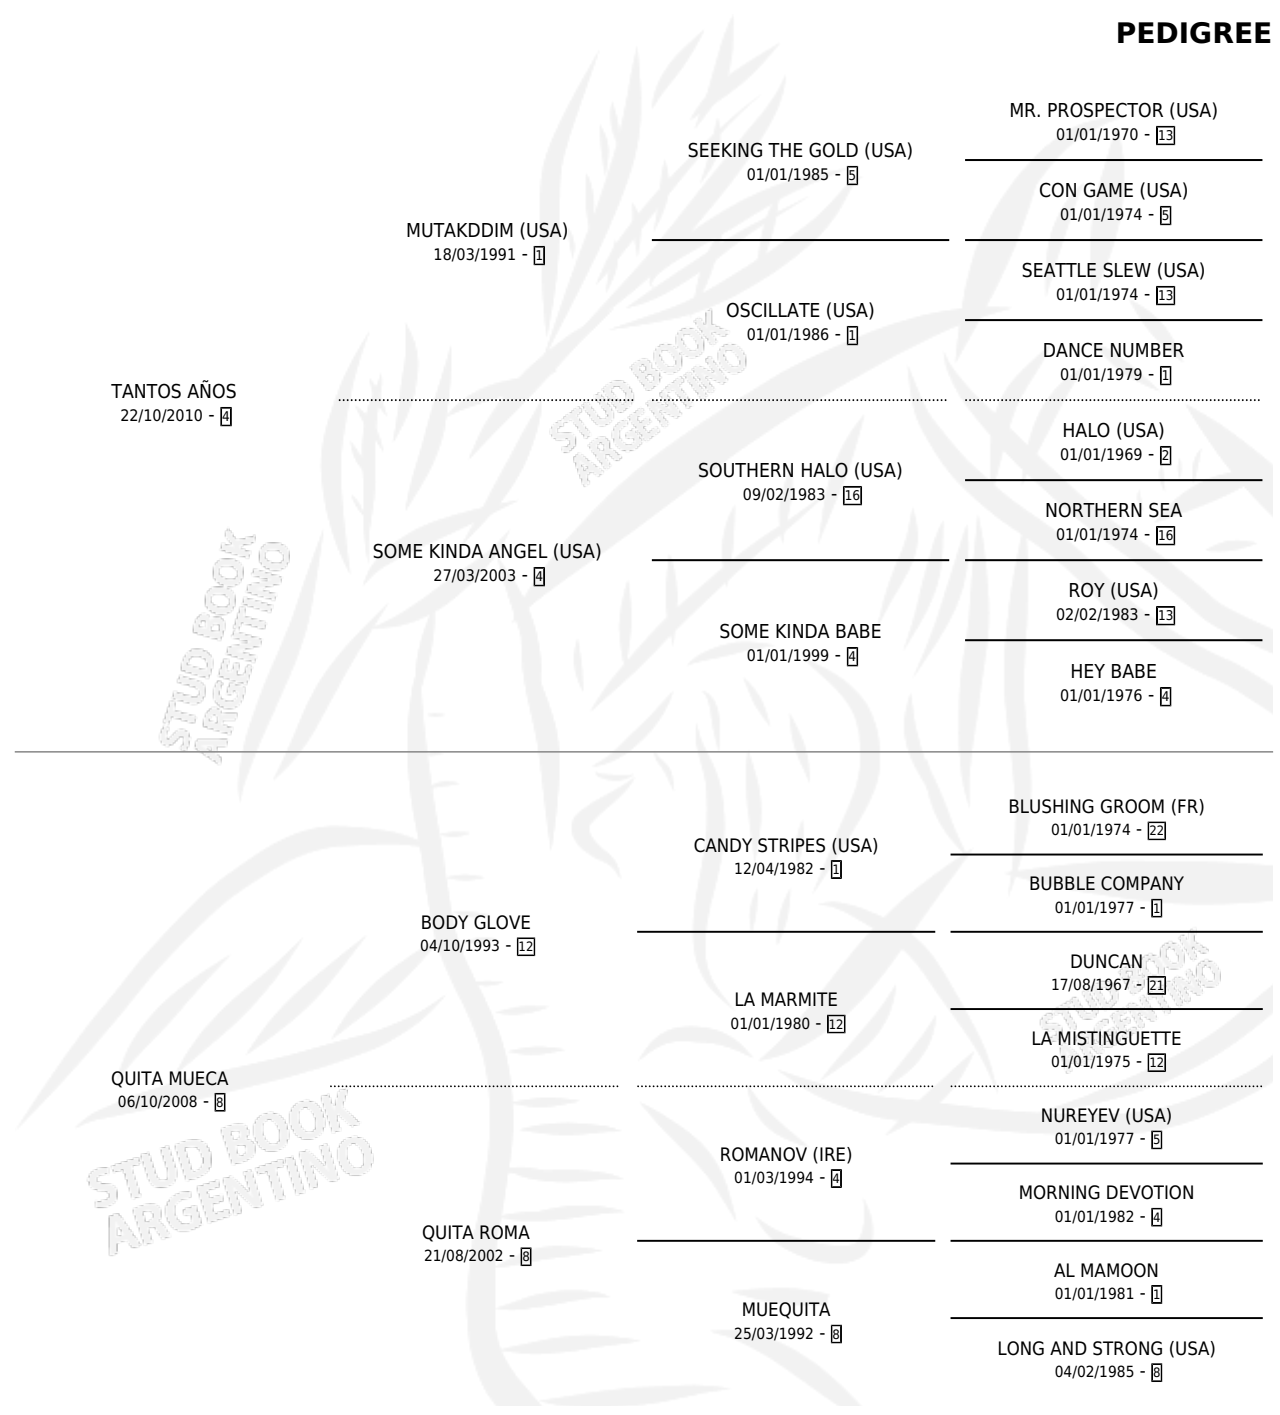 PEDIGREE
MR. PROSPECTOR (USA)
01/01/1970 - 13
SEEKING THE GOLD (USA)
01/01/1985 - 5
CON GAME (USA)
01/01/1974 - 5
MUTAKDDIM (USA)
18/03/1991 - 1
SEATTLE SLEW (USA)
01/01/1974 - 13
OSCILLATE (USA)
01/01/1986 - 1
DANCE NUMBER
01/01/1979 - 1
TANTOS AÑOS
22/10/2010 - 4
HALO (USA)
01/01/1969 - 2
SOUTHERN HALO (USA)
09/02/1983 - 16
NORTHERN SEA
01/01/1974 - 16
SOME KINDA ANGEL (USA)
27/03/2003 - 4
ROY (USA)
02/02/1983 - 13
SOME KINDA BABE
01/01/1999 - 4
HEY BABE
01/01/1976 - 4
BLUSHING GROOM (FR)
01/01/1974 - 22
CANDY STRIPES (USA)
12/04/1982 - 1
BUBBLE COMPANY
01/01/1977 - 1
BODY GLOVE
04/10/1993 - 12
DUNCAN
17/08/1967 - 21
LA MARMITE
01/01/1980 - 12
LA MISTINGUETTE
01/01/1975 - 12
QUITA MUECA
06/10/2008 - 8
NUREYEV (USA)
01/01/1977 - 5
ROMANOV (IRE)
01/03/1994 - 4
MORNING DEVOTION
01/01/1982 - 4
QUITA ROMA
21/08/2002 - 8
AL MAMOON
01/01/1981 - 1
MUEQUITA
25/03/1992 - 8
LONG AND STRONG (USA)
04/02/1985 - 8
STUD BOOK
ARGENTINO
STUD BOOK
ARGENTINO
STUD BOOK
ARGENTINO
STUD BOOK
ARGENTINO